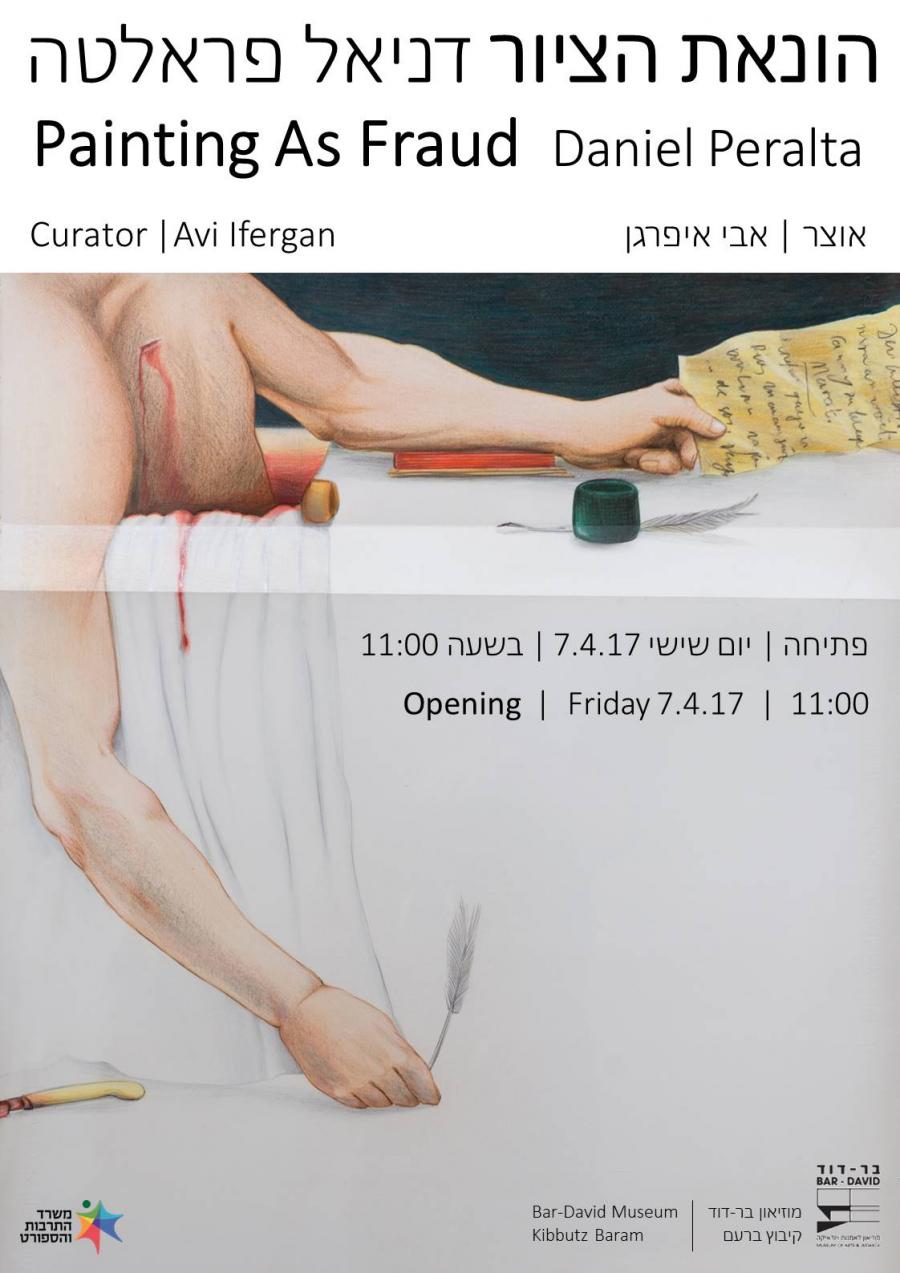 הונאת הציור דניאל פראלטה
Painting As Fraud Daniel Peralta
Curator | Avi Ifergan
אוצר | אבי איפרגן
פתיחה | יום שישי 7.4.17 | בשעה 11:00
Opening | Friday 7.4.17 | 11:00
משרד
התרבות
והספורט
Bar-David Museum
Kibbutz Baram
מוזיאון בר-דוד
קיבוץ ברעם
בר-דוד
BAR-DAVID